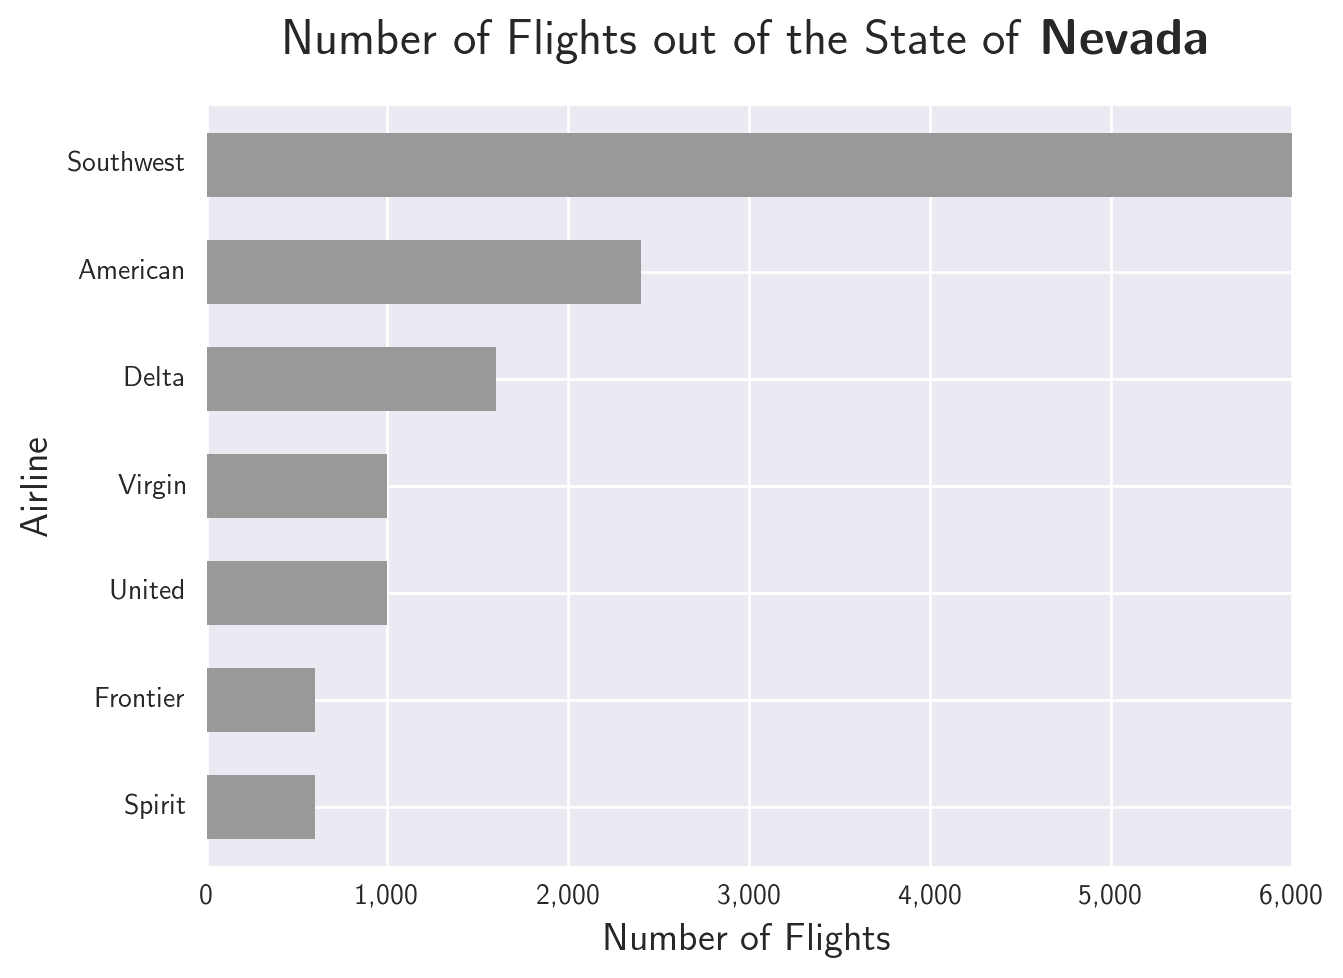 Number of Flights out of the State of Nevada
Southwest
American
Delta
Virgin
United
Frontier
Spirit
Airline
0 1,000 2,000 3,000 4,000 5,000 6,000
Number of Flights